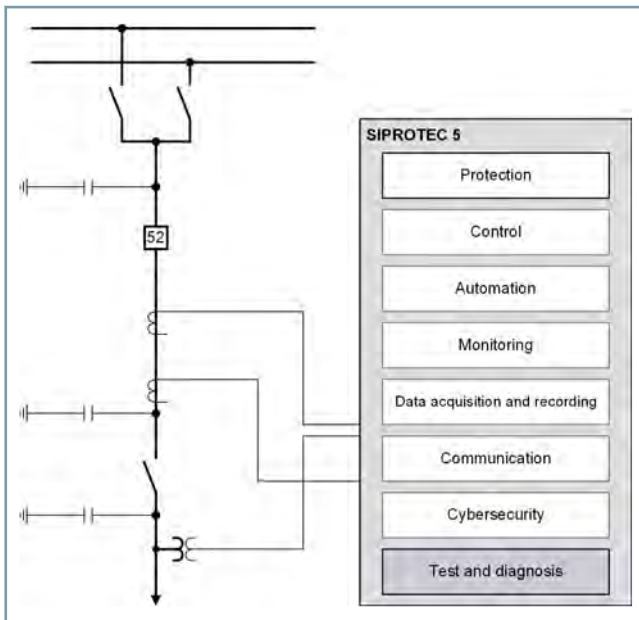 SIPROTEC 5
Protection
Control
52
Automation
Monitoring
Data acquisition and recording
Communication
Cybersecurity
Test and diagnosis